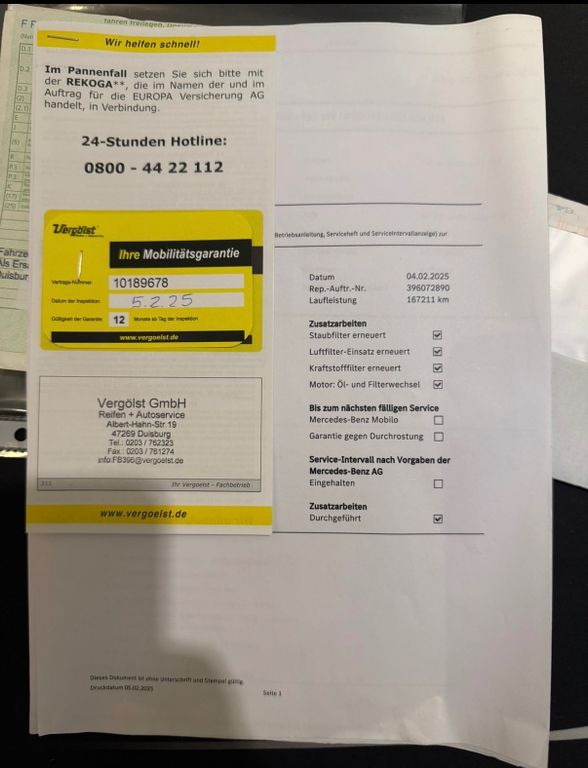 Wir helfen schnell!
Im Pannenfall setzen Sie sich bitte mit
der REKOGA**, die im Namen der und im
Auftrag für die EUROPA Versicherung AG
handelt, in Verbindung.
24-Stunden Hotline:
0800 - 44 22 112
Vergölst
Ihre Mobilitätsgarantie
Vertrags-Nummer: 10189678
Datum der Inspektion: 5.2.25
Gültigkeit der Garantie: 12 Monate ab Tag der Inspektion
www.vergoelst.de
Vergölst GmbH
Reifen + Autoservice
Albert-Hahn-Str.19
47269 Duisburg
Tel.: 0203 / 762323
Fax.: 0203 / 761274
info:FB396@vergoelst.de
Ihr Vergoelst - Fachbetrieb
www.vergoelst.de
Betriebsanleitung, Serviceheft und Serviceintervallanzeige) zur
Datum 04.02.2025
Rep.-Auftr.-Nr. 396072890
Laufleistung 167211 km
Zusatzarbeiten
Staubfilter erneuert ☑
Luftfilter-Einsatz erneuert ☑
Kraftstofffilter erneuert ☑
Motor: Öl- und Filterwechsel ☑
Bis zum nächsten fälligen Service
Mercedes-Benz Mobilo ☐
Garantie gegen Durchrostung ☐
Service-Intervall nach Vorgaben der
Mercedes-Benz AG
Eingehalten ☐
Zusatzarbeiten
Durchgeführt ☑
Dieses Dokument ist ohne Unterschrift und Stempel gültig.
Druckdatum 05.02.2025
Seite 1